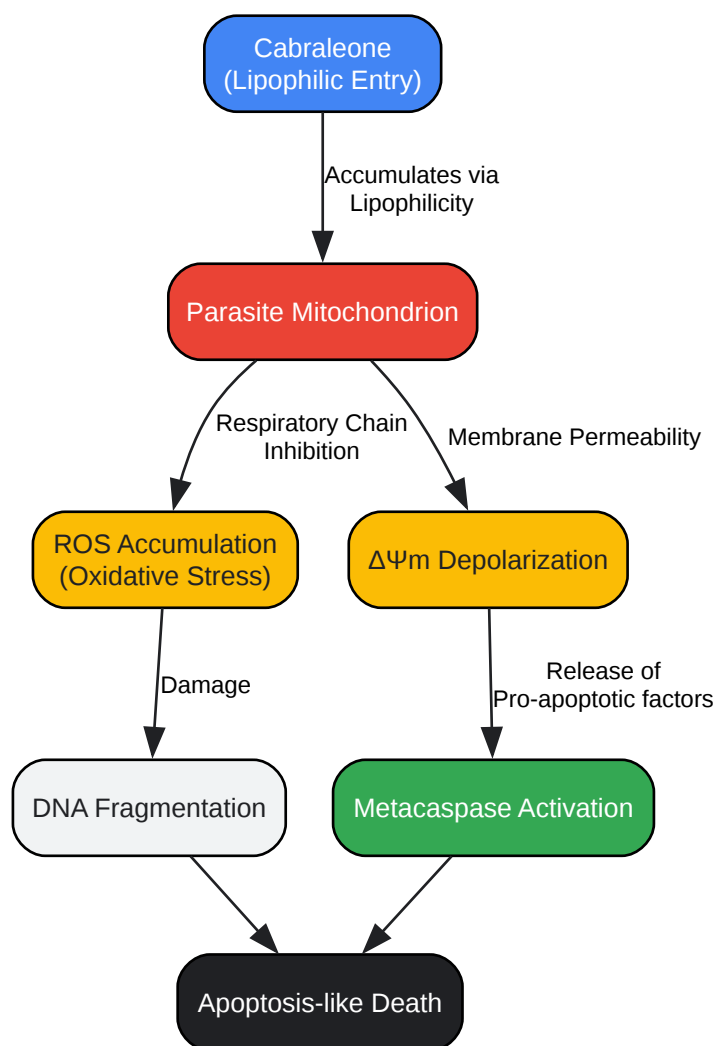 Cabraleone
(Lipophilic Entry)
Accumulates via
Lipophilicity
Parasite Mitochondrion
Respiratory Chain
Inhibition
Membrane Permeability
ROS Accumulation
(Oxidative Stress)
ΔΨm Depolarization
Damage
Release of
Pro-apoptotic factors
DNA Fragmentation
Metacaspase Activation
Apoptosis-like Death